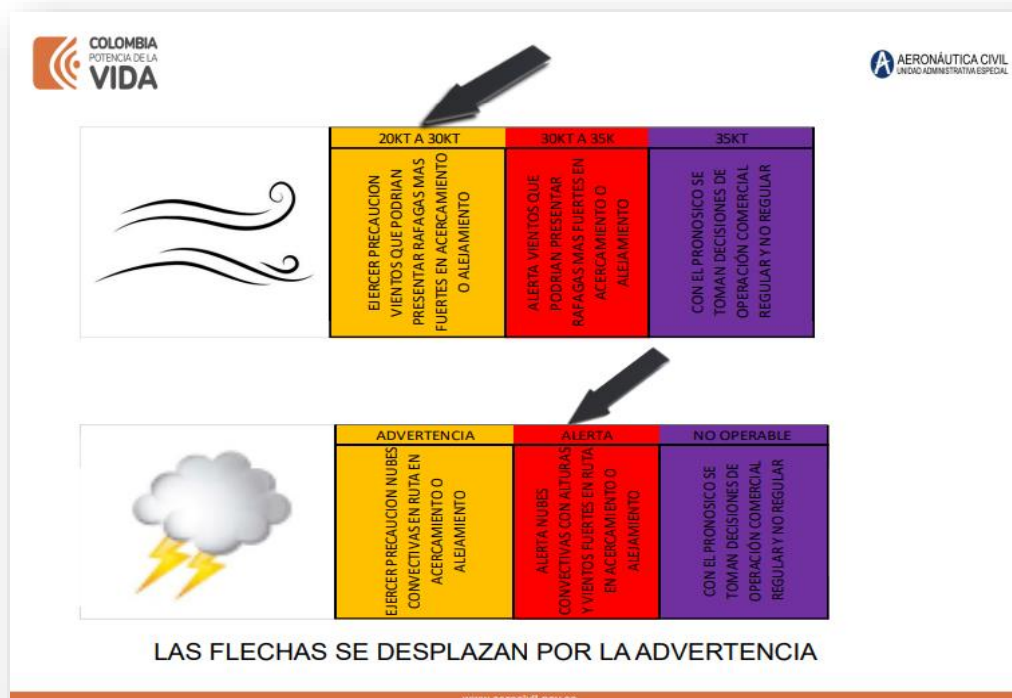 COLOMBIA
POTENCIA DE LA
VIDA
AERONÁUTICA CIVIL
UNIDAD ADMINISTRATIVA ESPECIAL
20KT A 30KT
30KT A 35K
35KT
EJERCER PRECAUCION
VIENTOS QUE PODRIAN
PRESENTAR RAFAGAS MAS
FUERTES EN ACERCAMIENTO
O ALEJAMIENTO
ALERTA VIENTOS QUE
PODRIAN PRESENTAR
RAFAGAS MAS FUERTES EN
ACERCAMIENTO O
ALEJAMIENTO
CON EL PRONOSICO SE
TOMAN DECISIONES DE
OPERACIÓN COMERCIAL
REGULAR Y NO REGULAR
ADVERTENCIA
ALERTA
NO OPERABLE
EJERCER PRECAUCION NUBES
CONVECTIVAS EN RUTA EN
ACERCAMIENTO O
ALEJAMIENTO
ALERTA NUBES
CONVECTIVAS CON ALTURAS
Y VIENTOS FUERTES EN RUTA
EN ACERCAMIENTO O
ALEJAMIENTO
CON EL PRONOSICO SE
TOMAN DECISIONES DE
OPERACIÓN COMERCIAL
REGULAR Y NO REGULAR
LAS FLECHAS SE DESPLAZAN POR LA ADVERTENCIA